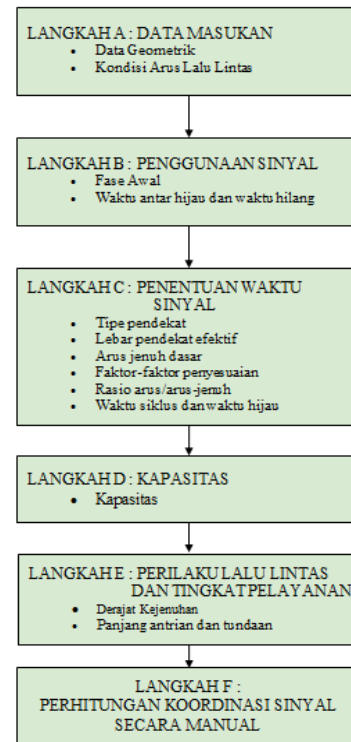 LANGKAH A : DATA MASUKAN
• Data Geometrik
• Kondisi Arus Lalu Lintas
LANGKAH B : PENGGUNAAN SINYAL
• Fase Awal
• Waktu antar hijau dan waktu hilang
LANGKAH C : PENENTUAN WAKTU
SINYAL
• Tipe pendekat
• Lebar pendekat efektif
• Arus jenuh dasar
• Faktor-faktor penyesuaian
• Rasio arus/arus-jenuh
• Waktu siklus dan waktu hijau
LANGKAH D : KAPASITAS
• Kapasitas
LANGKAH E : PERILAKU LALU LINTAS
DAN TINGKAT PELAYANAN
• Derajat Kejenuhan
• Panjang antrian dan tundaan
LANGKAH F :
PERHITUNGAN KOORDINASI SINYAL
SECARA MANUAL